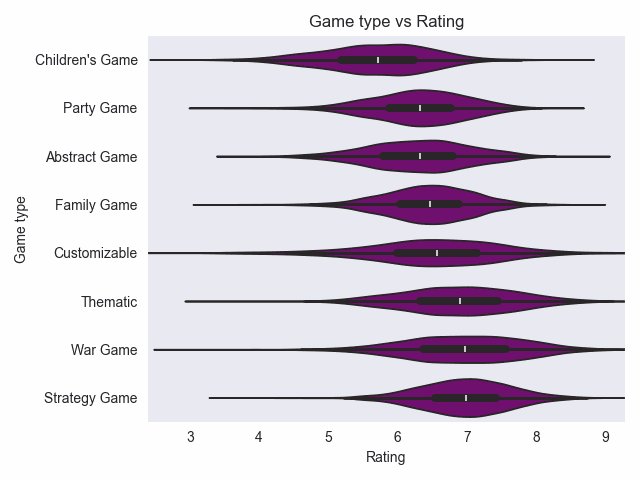 Game type vs Rating
Children's Game
Party Game
Abstract Game
Family Game
Customizable
Thematic
War Game
Strategy Game
Game type
3 4 5 6 7 8 9
Rating